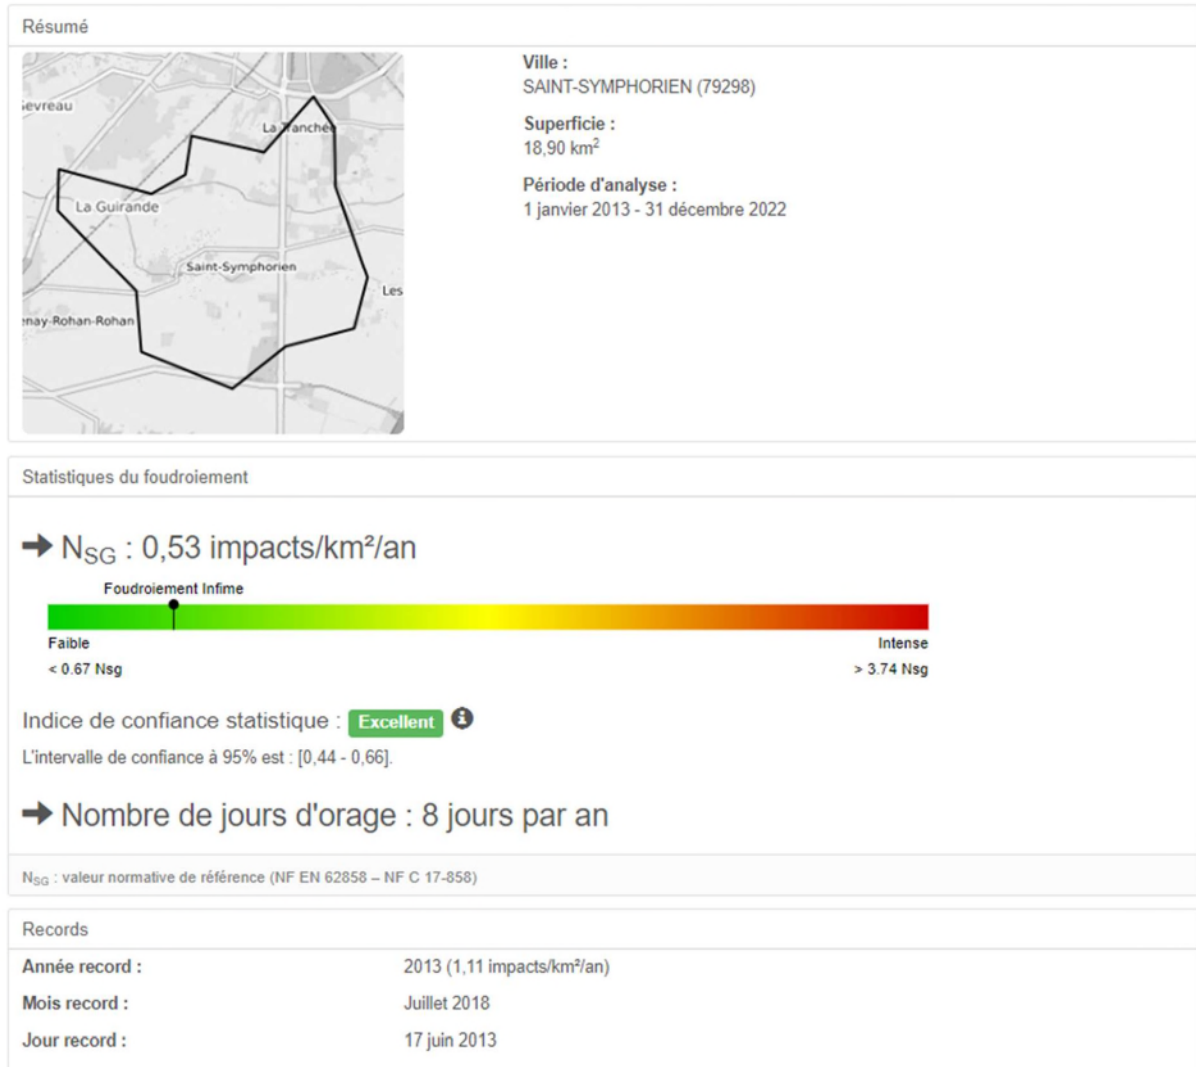 Résumé
Sevreau
La Tranchée
La Guirande
Saint-Symphorien
Les
nay-Rohan-Rohan
Ville :
SAINT-SYMPHORIEN (79298)
Superficie :
18,90 km²
Période d'analyse :
1 janvier 2013 - 31 décembre 2022
Statistiques du foudroiement
➔ NSG : 0,53 impacts/km²/an
Foudroiement Infime
Faible Intense
< 0.67 Nsg > 3.74 Nsg
Indice de confiance statistique : Excellent
L'intervalle de confiance à 95% est : [0,44 - 0,66].
➔ Nombre de jours d'orage : 8 jours par an
NSG : valeur normative de référence (NF EN 62858 – NF C 17-858)
Records
Année record : 2013 (1,11 impacts/km²/an)
Mois record : Juillet 2018
Jour record : 17 juin 2013